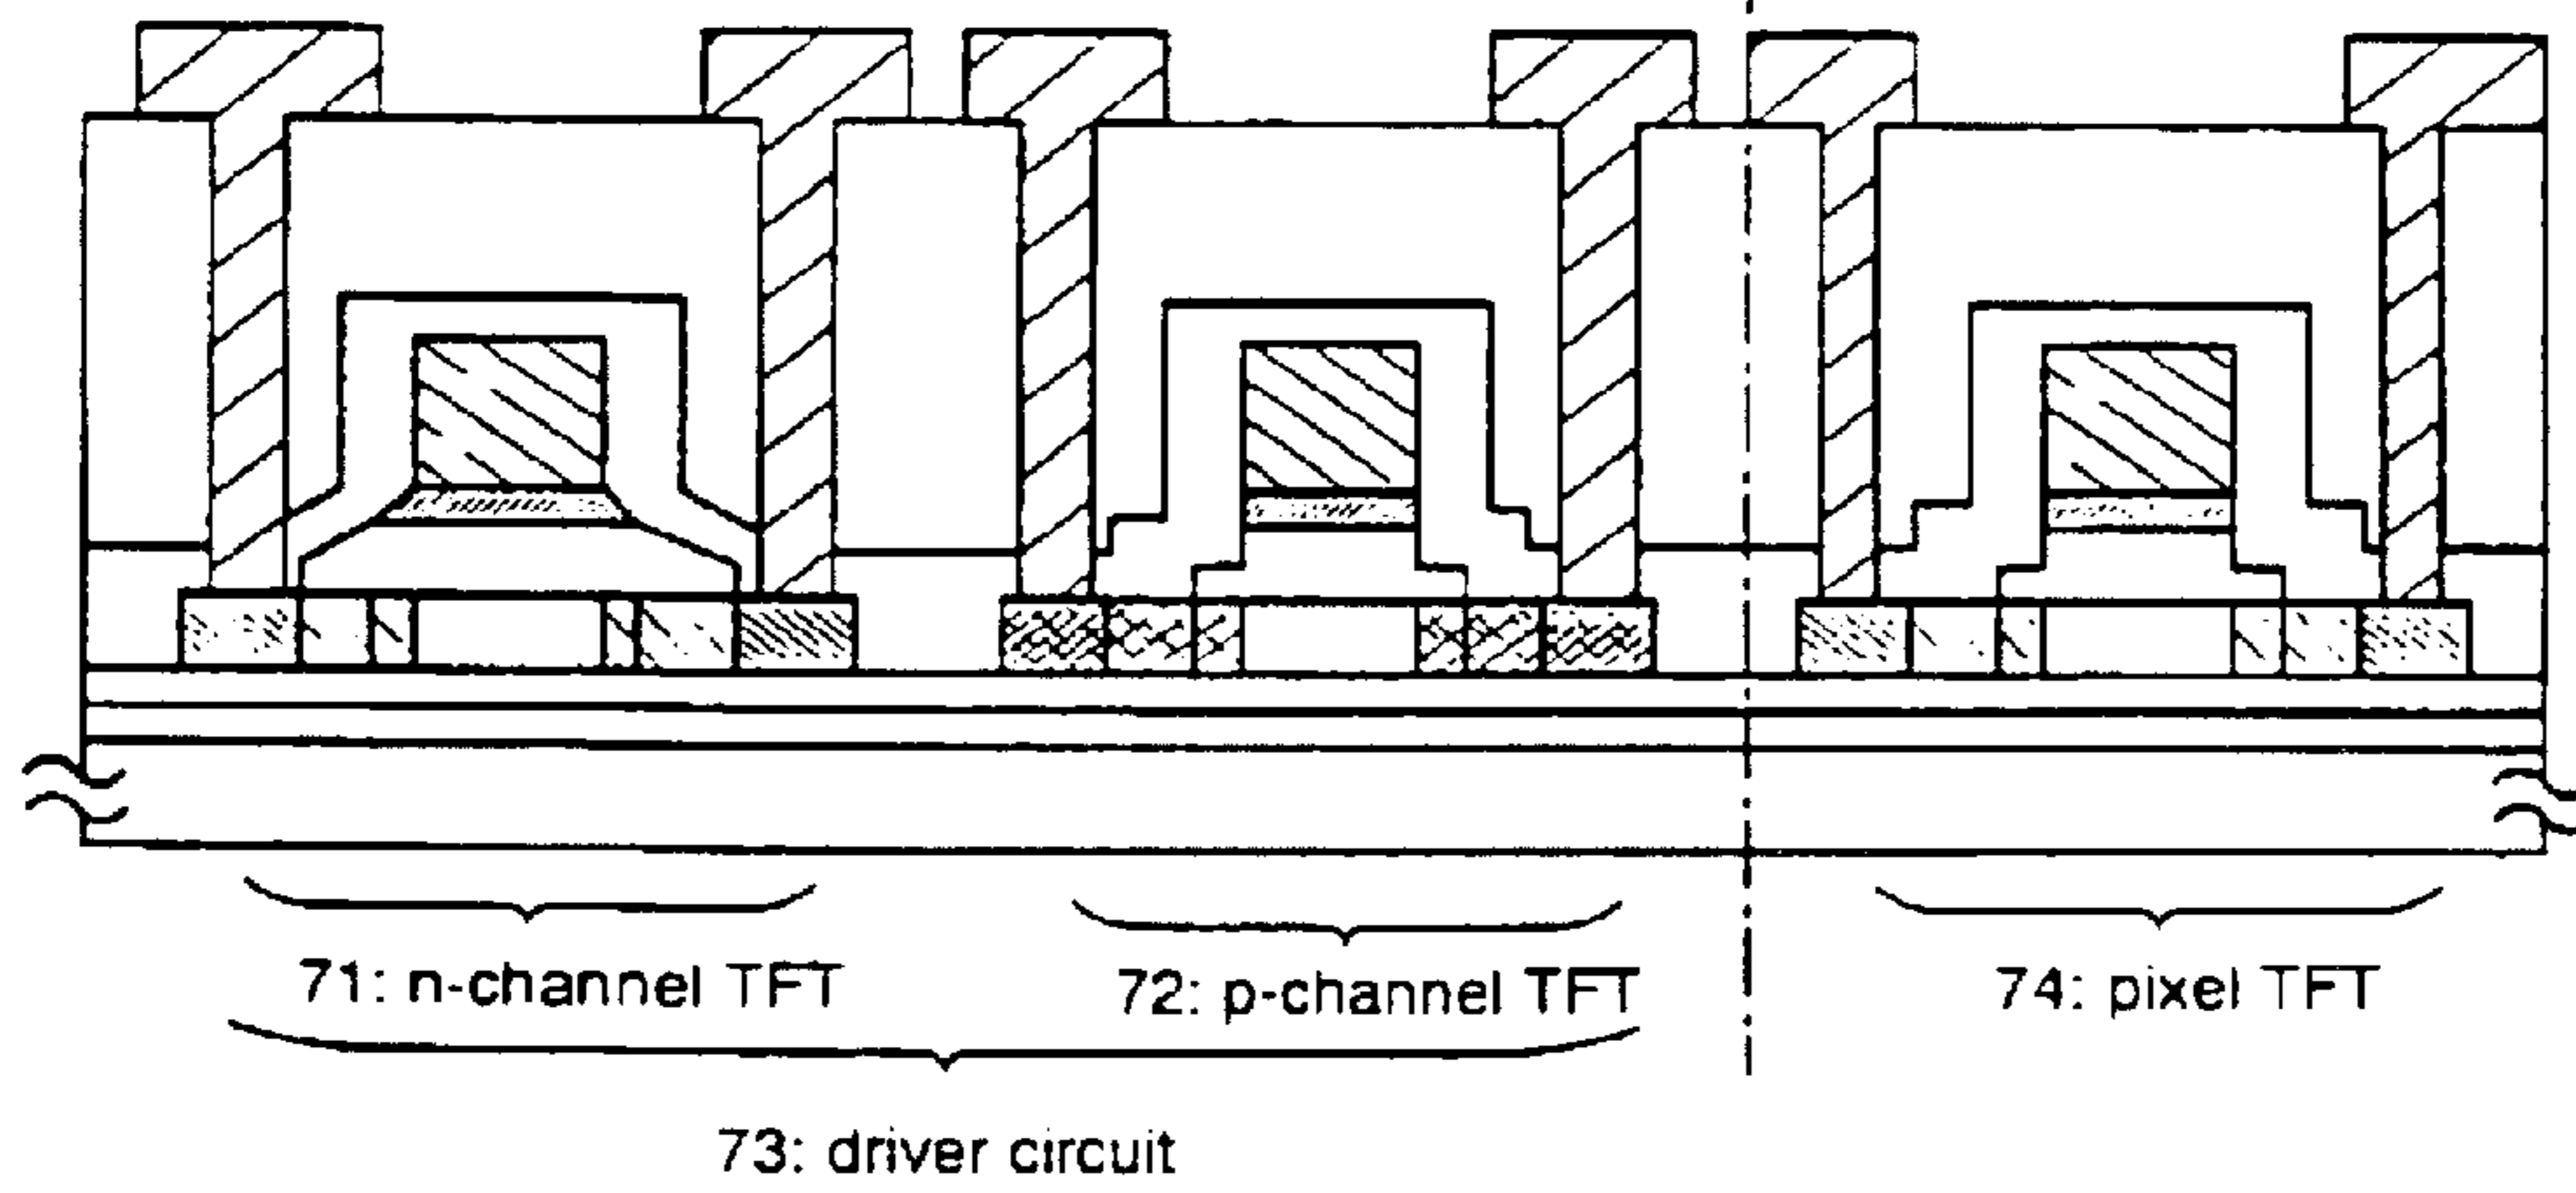 71: n-channel TFT
72: p-channel TFT
74: pixel TFT
73: driver circuit